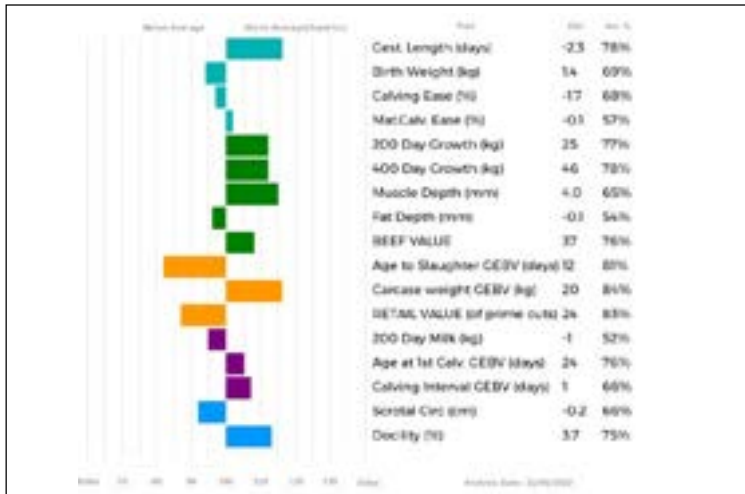 Gest. Length (days) -2.3 78%
Birth Weight (kg) 1.4 69%
Calving Ease (%) -1.7 68%
Mat.Calv. Ease (%) -0.1 57%
200 Day Growth (kg) 25 77%
400 Day Growth (kg) 46 78%
Muscle Depth (mm) 4.0 65%
Fat Depth (mm) -0.1 54%
BEEF VALUE 37 76%
Age to Slaughter GEBV (days) 12 81%
Carcase weight GEBV (kg) 20 84%
RETAIL VALUE (of prime cuts) 24 83%
200 Day Milk (kg) -1 52%
Age at 1st Calv. GEBV (days) 24 76%
Calving Interval GEBV (days) 1 66%
Scrotal Circ (cm) -0.2 66%
Docility (%) 3.7 75%